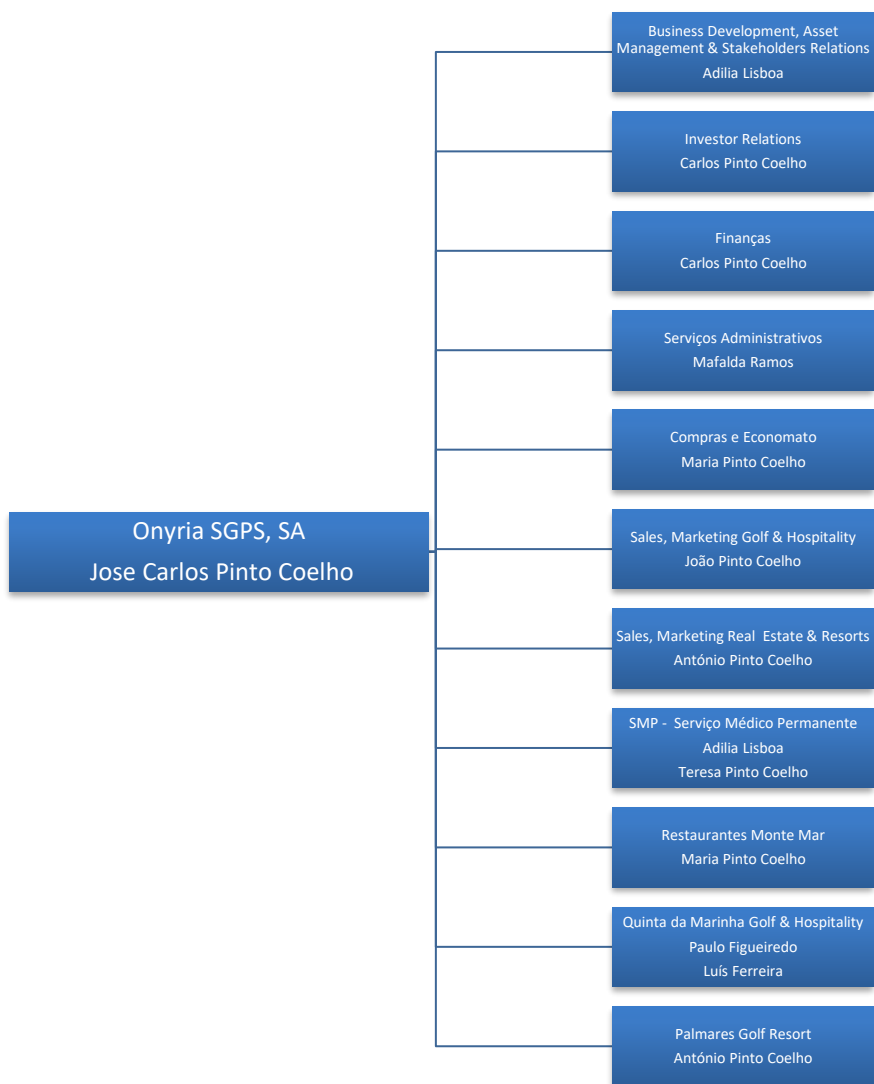 Business Development, Asset
Management & Stakeholders Relations
Adilia Lisboa
Investor Relations
Carlos Pinto Coelho
Finanças
Carlos Pinto Coelho
Serviços Administrativos
Mafalda Ramos
Compras e Economato
Maria Pinto Coelho
Onyria SGPS, SA
Jose Carlos Pinto Coelho
Sales, Marketing Golf & Hospitality
João Pinto Coelho
Sales, Marketing Real Estate & Resorts
António Pinto Coelho
SMP - Serviço Médico Permanente
Adilia Lisboa
Teresa Pinto Coelho
Restaurantes Monte Mar
Maria Pinto Coelho
Quinta da Marinha Golf & Hospitality
Paulo Figueiredo
Luís Ferreira
Palmares Golf Resort
António Pinto Coelho